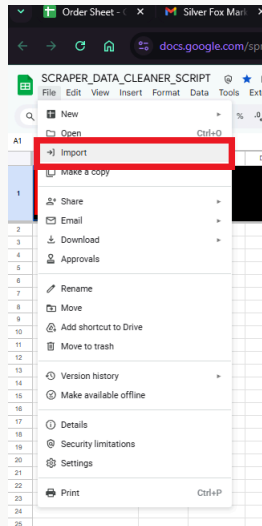 Order Sheet -
Silver Fox Mark
docs.google.com/spr
SCRAPER_DATA_CLEANER_SCRIPT
File Edit View Insert Format Data Tools Ext
% .0
A1
New
Open Ctrl+O
Import
Make a copy
Share
Email
Download
Approvals
Rename
Move
Add shortcut to Drive
Move to trash
Version history
Make available offline
Details
Security limitations
Settings
Print Ctrl+P
1
2
3
4
5
6
7
8
9
10
11
12
13
14
15
16
17
18
19
20
21
22
23
24
25